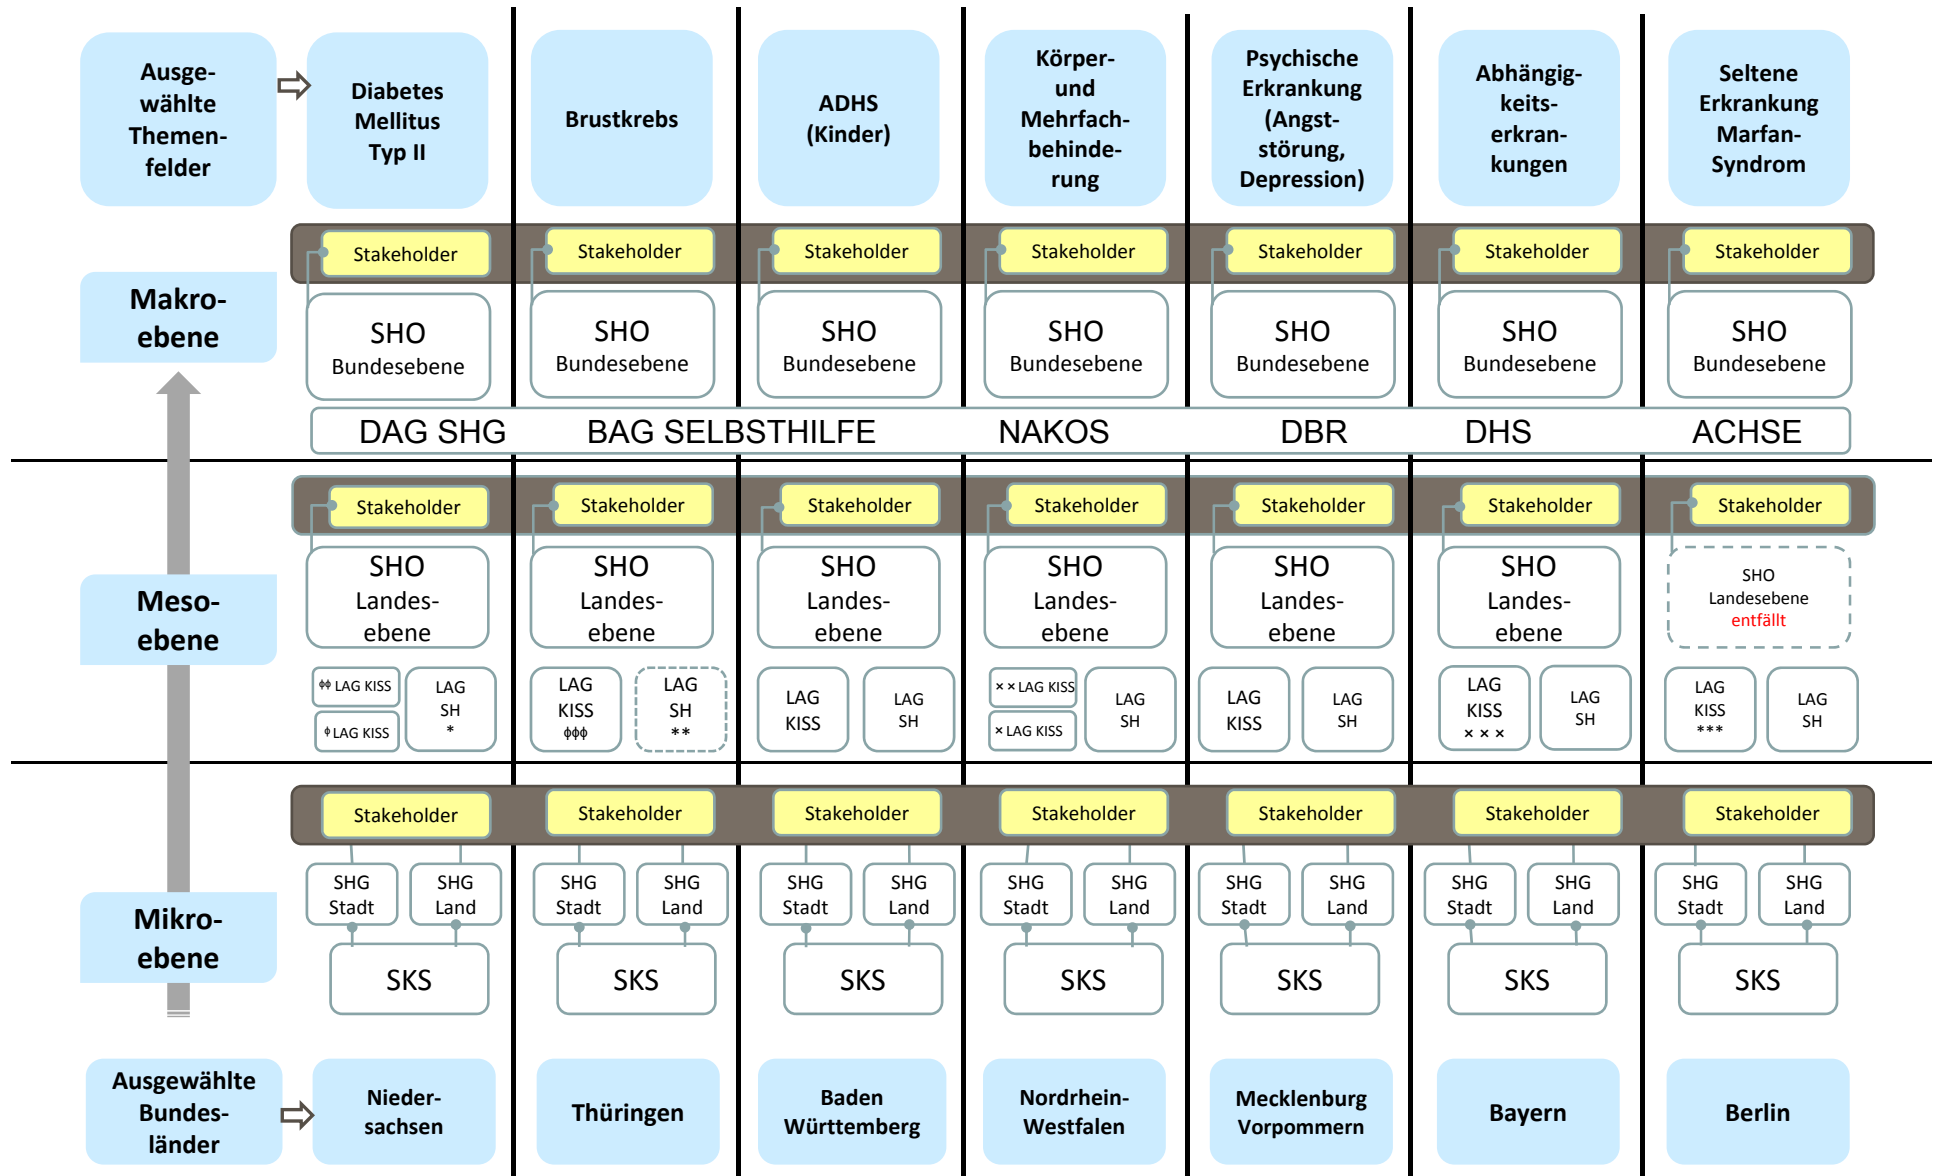 Ausge-
wählte
Themen-
felder
Diabetes
Mellitus
Typ II
Brustkrebs
ADHS
(Kinder)
Körper-
und
Mehrfach-
behinde-
rung
Psychische
Erkrankung
(Angst-
störung,
Depression)
Abhängig-
keits-
erkran-
kungen
Seltene
Erkrankung
Marfan-
Syndrom
Makro-
ebene
Stakeholder
Stakeholder
Stakeholder
Stakeholder
Stakeholder
Stakeholder
Stakeholder
SHO
Bundesebene
SHO
Bundesebene
SHO
Bundesebene
SHO
Bundesebene
SHO
Bundesebene
SHO
Bundesebene
SHO
Bundesebene
DAG SHG BAG SELBSTHILFE NAKOS DBR DHS ACHSE
Meso-
ebene
Stakeholder
Stakeholder
Stakeholder
Stakeholder
Stakeholder
Stakeholder
Stakeholder
SHO
Landes-
ebene
SHO
Landes-
ebene
SHO
Landes-
ebene
SHO
Landes-
ebene
SHO
Landes-
ebene
SHO
Landes-
ebene
SHO
Landesebene
entfällt
ϕϕ LAG KISS
ϕ LAG KISS
LAG
SH
*
LAG
KISS
ϕϕϕ
LAG
SH
**
LAG
KISS
LAG
SH
×× LAG KISS
× LAG KISS
LAG
SH
LAG
KISS
LAG
SH
LAG
KISS
× × ×
LAG
SH
LAG
KISS
***
LAG
SH
Mikro-
ebene
Stakeholder
Stakeholder
Stakeholder
Stakeholder
Stakeholder
Stakeholder
Stakeholder
SHG
Stadt
SHG
Land
SHG
Stadt
SHG
Land
SHG
Stadt
SHG
Land
SHG
Stadt
SHG
Land
SHG
Stadt
SHG
Land
SHG
Stadt
SHG
Land
SHG
Stadt
SHG
Land
SKS
SKS
SKS
SKS
SKS
SKS
SKS
Ausgewählte
Bundes-
länder
Nieder-
sachsen
Thüringen
Baden
Württemberg
Nordrhein-
Westfalen
Mecklenburg
Vorpommern
Bayern
Berlin